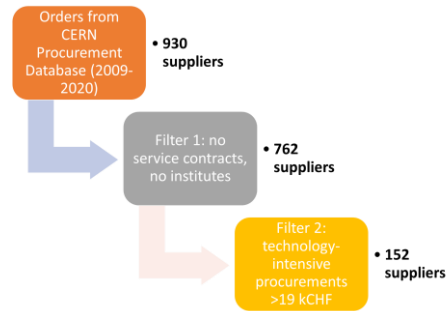 Orders from
CERN
Procurement
Database (2009-
2020)
• 930
suppliers
Filter 1: no
service contracts,
no institutes
• 762
suppliers
Filter 2:
technology-
intensive
procurements
>19 kCHF
• 152
suppliers